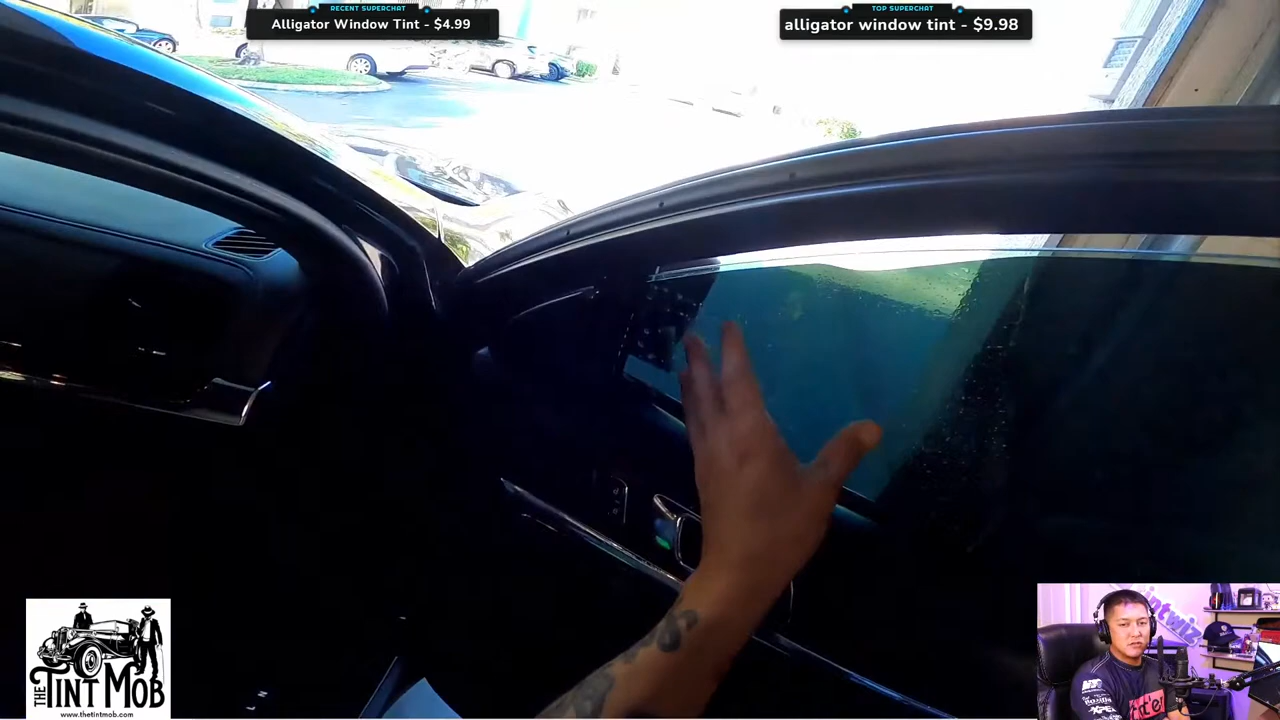 RECENT SUPERCHAT
Alligator Window Tint - $4.99
TOP SUPERCHAT
alligator window tint - $9.98
THE TINT MOB
www.thetintmob.com